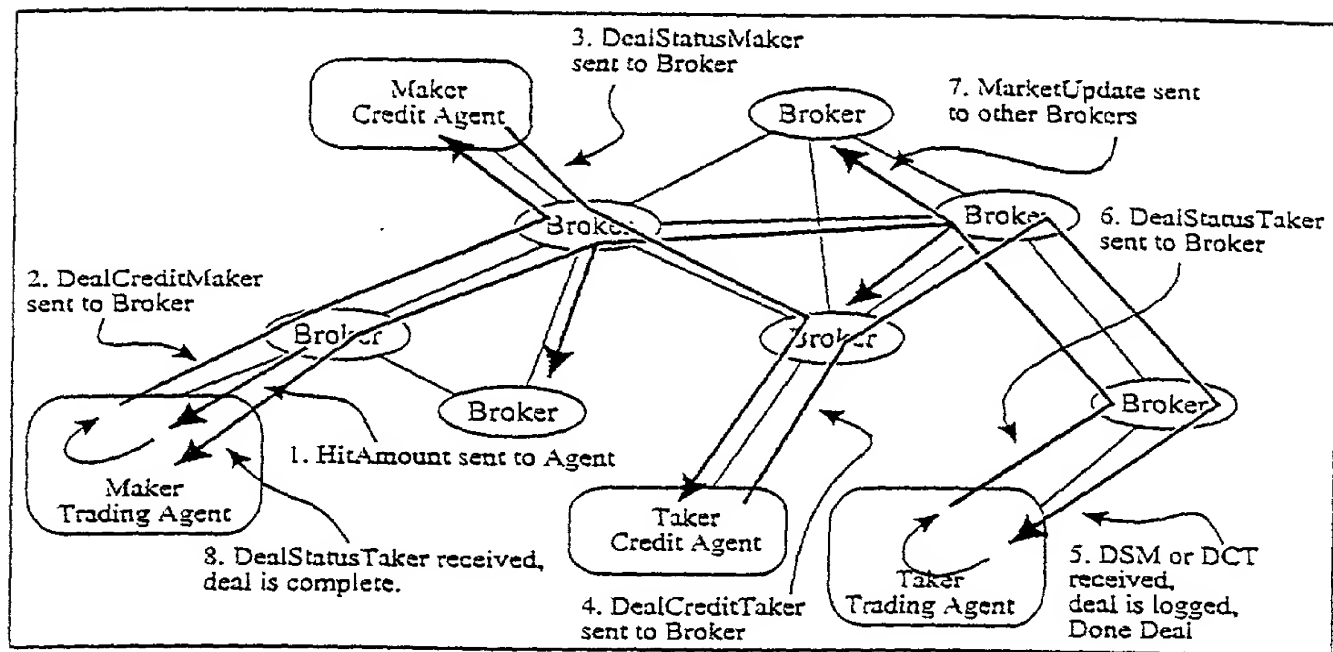 3. DealStatusMaker
sent to Broker
Maker
Credit Agent
7. MarketUpdate sent
to other Brokers
Broker
Broker
Broker
6. DealStatusTaker
sent to Broker
2. DealCreditMaker
sent to Broker
Broker
Broker
Broker
Broker
1. HitAmount sent to Agent
Maker
Trading Agent
Taker
Credit Agent
8. DealStatusTaker received,
deal is complete.
Taker
Trading Agent
5. DSM or DCT
received,
deal is logged,
Done Deal
4. DealCreditTaker
sent to Broker